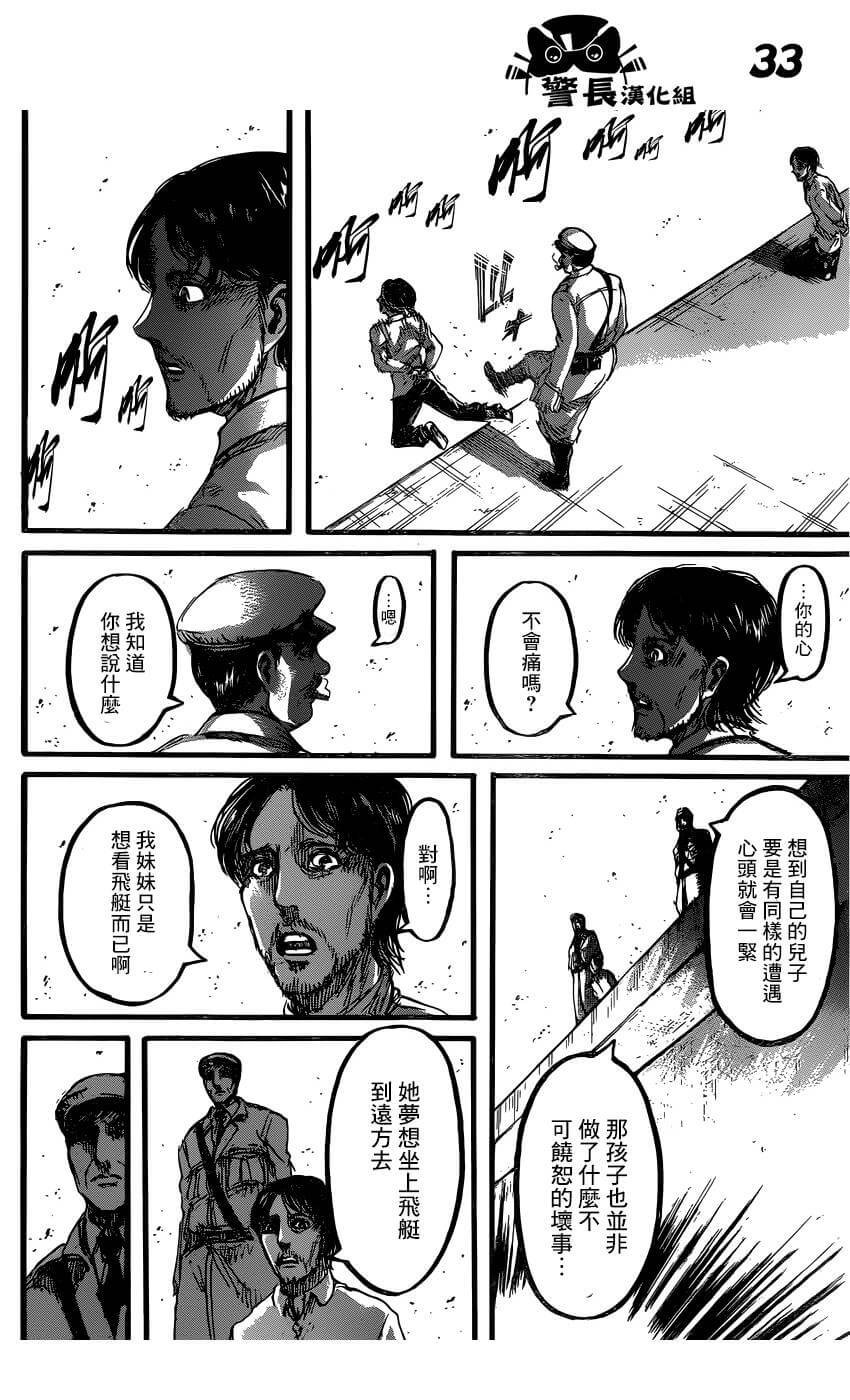 33
警長漢化組
啊
啊
啊
啊
啊
啊
啊
啊
啊
啊
啊
啊
啊
啊
…你的心
不會痛嗎？
…嗯
我知道
你想說什麼
想到自己的兒子
要是有同樣的遭遇
心頭就會一緊
那孩子也並非
做了什麼不
可饒恕的壞事…
對啊…
我妹妹只是
想看飛艇而已啊
她夢想坐上飛艇
到遠方去